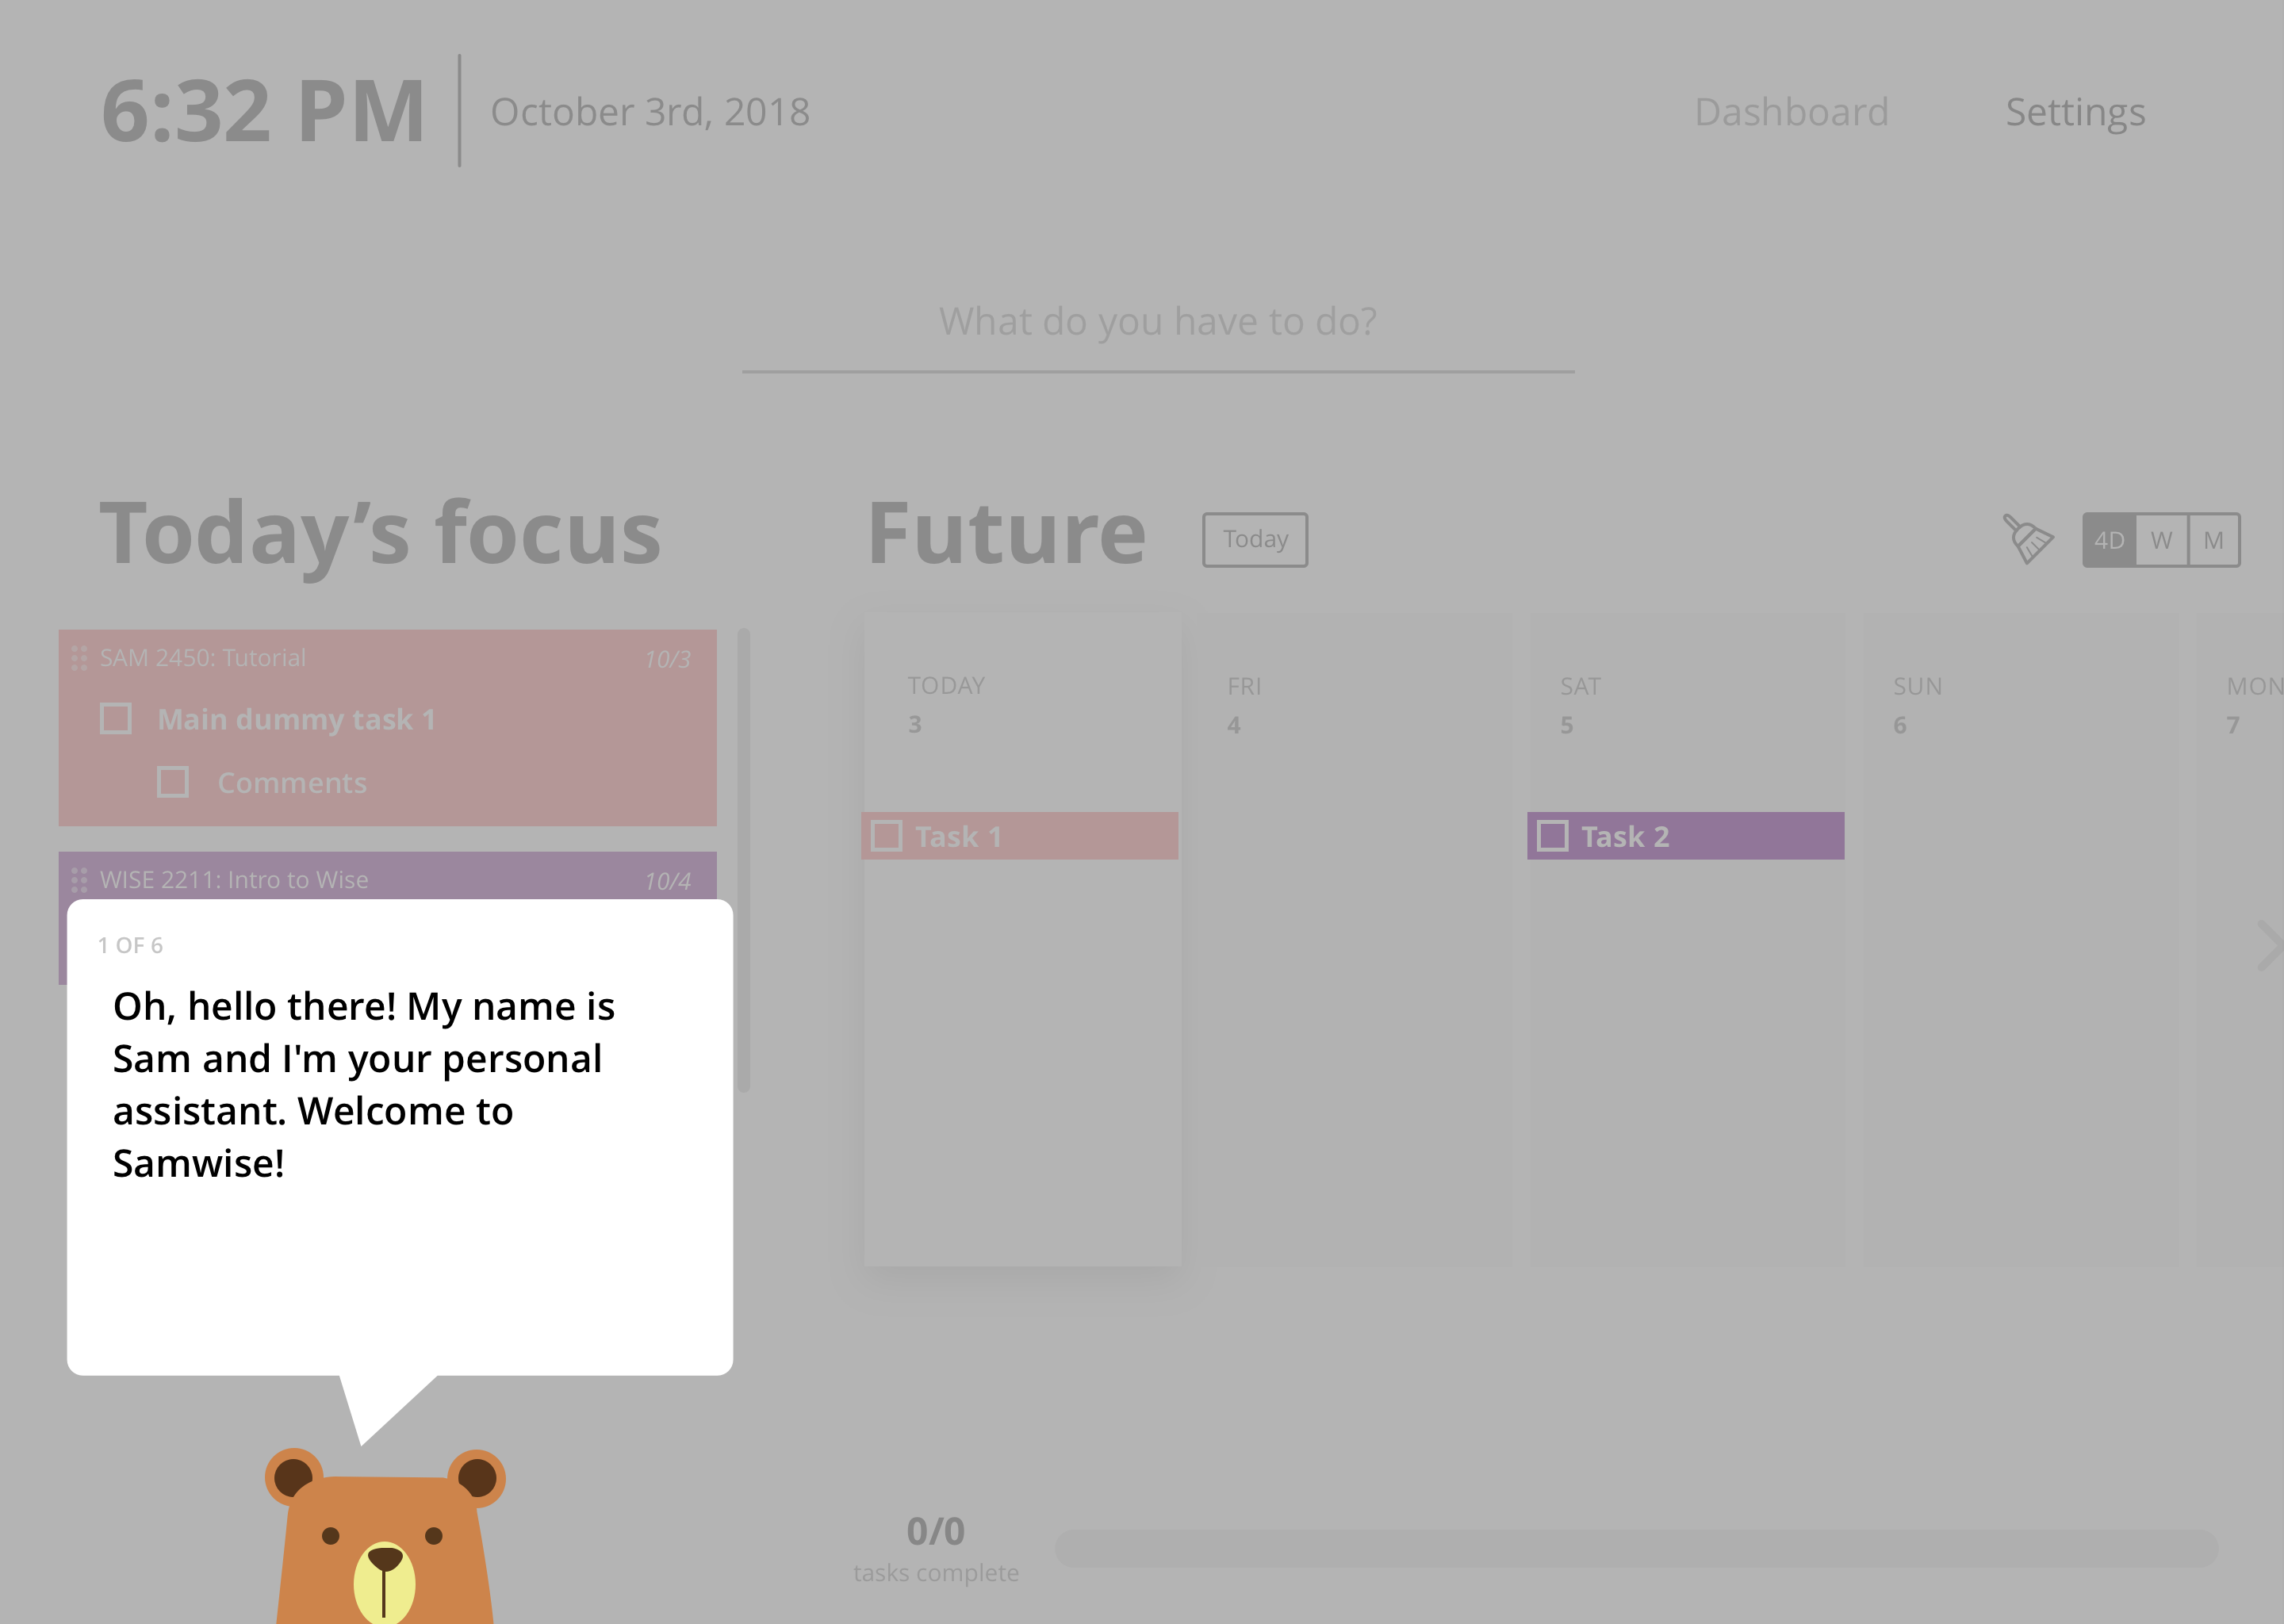 6:32 PM
October 3rd, 2018
Dashboard
Settings
What do you have to do?
Today’s focus
Future
Today
4D
W
M
SAM 2450: Tutorial
10/3
Main dummy task 1
Comments
WISE 2211: Intro to Wise
10/4
TODAY
3
FRI
4
SAT
5
SUN
6
MON
7
Task 1
Task 2
1 OF 6
Oh, hello there! My name is
Sam and I'm your personal
assistant. Welcome to
Samwise!
0/0
tasks complete